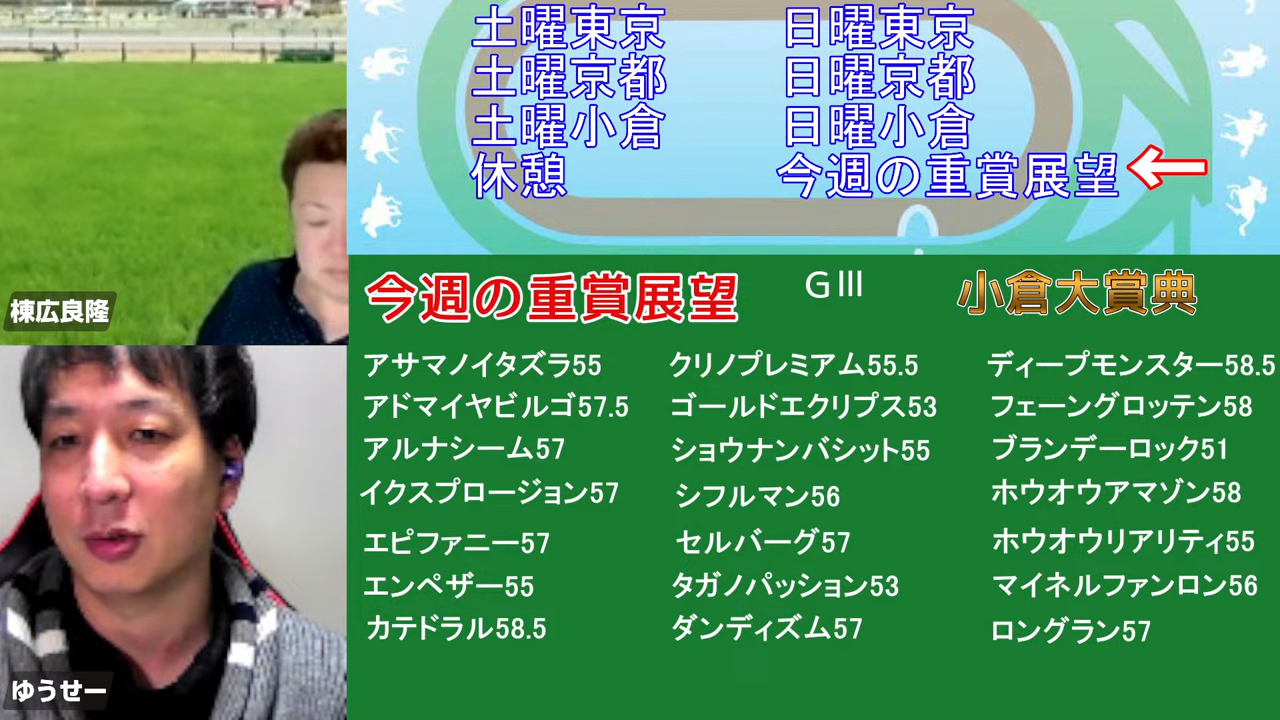 土曜東京 日曜東京
土曜京都 日曜京都
土曜小倉 日曜小倉
休憩 今週の重賞展望
今週の重賞展望 GⅢ 小倉大賞典
アサマノイタズラ55 クリノプレミアム55.5 ディープモンスター58.5
アドマイヤビルゴ57.5 ゴールドエクリプス53 フェーングロッテン58
アルナシーム57 ショウナンバシット55 ブランデーロック51
イクスプロージョン57 シフルマン56 ホウオウアマゾン58
エピファニー57 セルバーグ57 ホウオウリアリティ55
エンペザー55 タガノパッション53 マイネルファンロン56
カテドラル58.5 ダンディズム57 ロングラン57
棟広良隆
ゆうせー